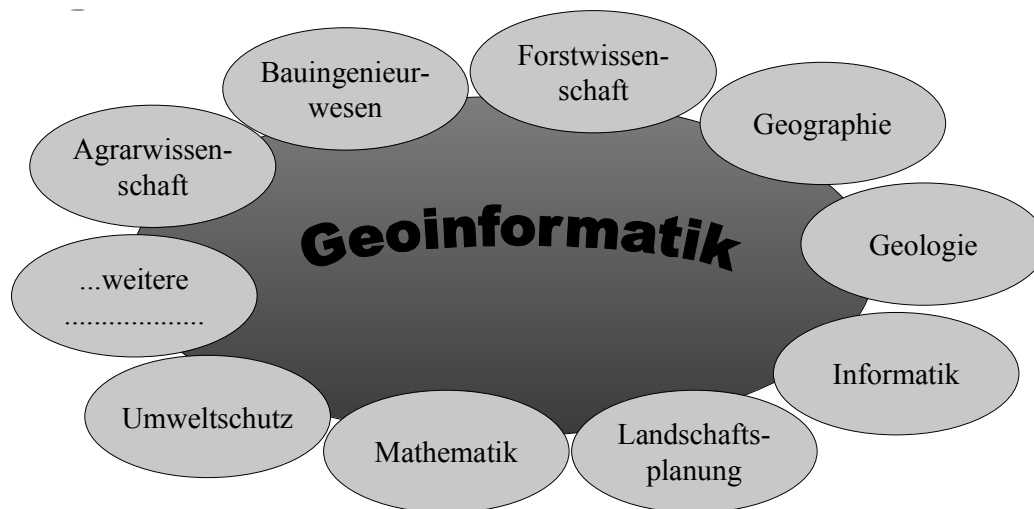 Bauingenieur-
wesen
Forstwissen-
schaft
Geographie
Agrarwissen-
schaft
Geoinformatik
Geologie
...weitere
...................
Informatik
Umweltschutz
Mathematik
Landschafts-
planung